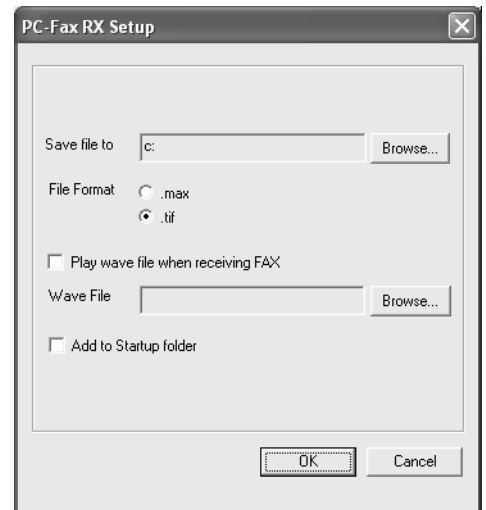 PC-Fax RX Setup
Save file to c: Browse...
File Format .max
.tif
Play wave file when receiving FAX
Wave File Browse...
Add to Startup folder
OK Cancel